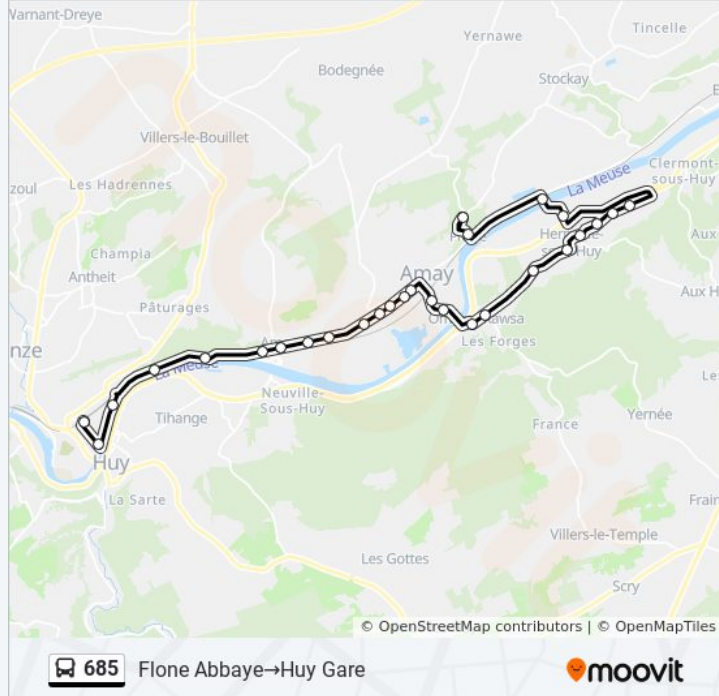 Warnant-Dreye
Tincelle
Yernawe
Bodegnée
Stockay
Villers-le-Bouillet
La Meuse
Clermont-
sous-Huy
Les Hadrennes
Champia
Antheit
Amay
Aux H
Pâturages
Les Forges
La Meuse
Neuville-
Sous-Huy
Tihange
France
Yernée
Huy
La Sarte
Villers-le-Temple
Les Gottes
Scry
© OpenStreetMap contributors | © OpenMapTiles
685 Flone Abbaye→Huy Gare
moovit